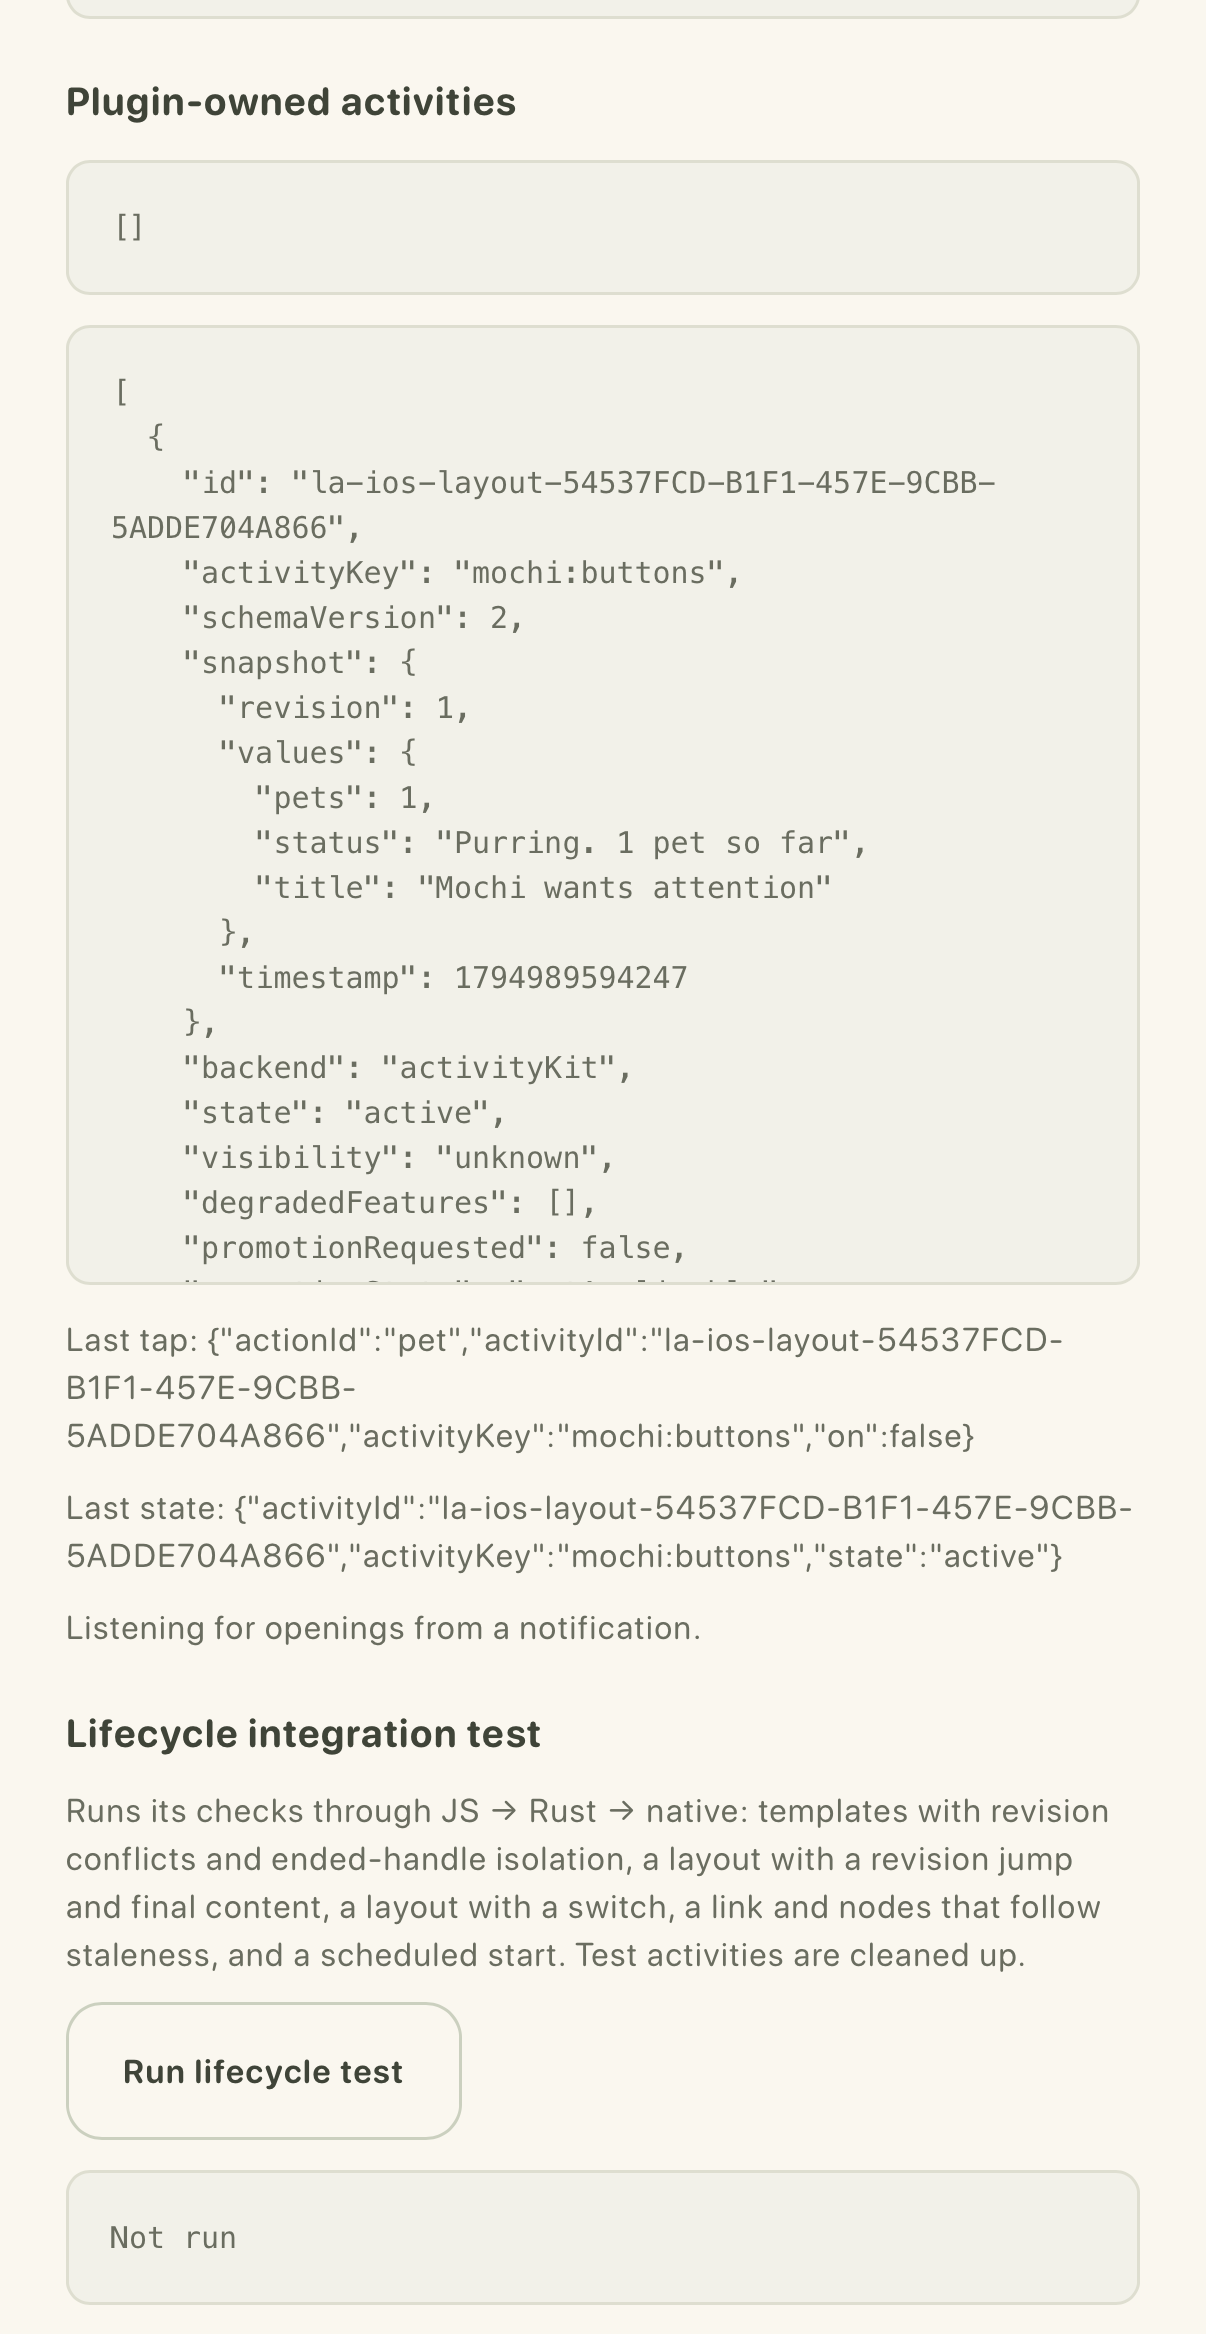 Plugin-owned activities
[]
[
  {
    "id": "la-ios-layout-54537FCD-B1F1-457E-9CBB-
5ADDE704A866",
    "activityKey": "mochi:buttons",
    "schemaVersion": 2,
    "snapshot": {
      "revision": 1,
      "values": {
        "pets": 1,
        "status": "Purring. 1 pet so far",
        "title": "Mochi wants attention"
      },
      "timestamp": 1794989594247
    },
    "backend": "activityKit",
    "state": "active",
    "visibility": "unknown",
    "degradedFeatures": [],
    "promotionRequested": false,
Last tap: {"actionId":"pet","activityId":"la-ios-layout-54537FCD-
B1F1-457E-9CBB-
5ADDE704A866","activityKey":"mochi:buttons","on":false}
Last state: {"activityId":"la-ios-layout-54537FCD-B1F1-457E-9CBB-
5ADDE704A866","activityKey":"mochi:buttons","state":"active"}
Listening for openings from a notification.
Lifecycle integration test
Runs its checks through JS → Rust → native: templates with revision
conflicts and ended-handle isolation, a layout with a revision jump
and final content, a layout with a switch, a link and nodes that follow
staleness, and a scheduled start. Test activities are cleaned up.
Run lifecycle test
Not run